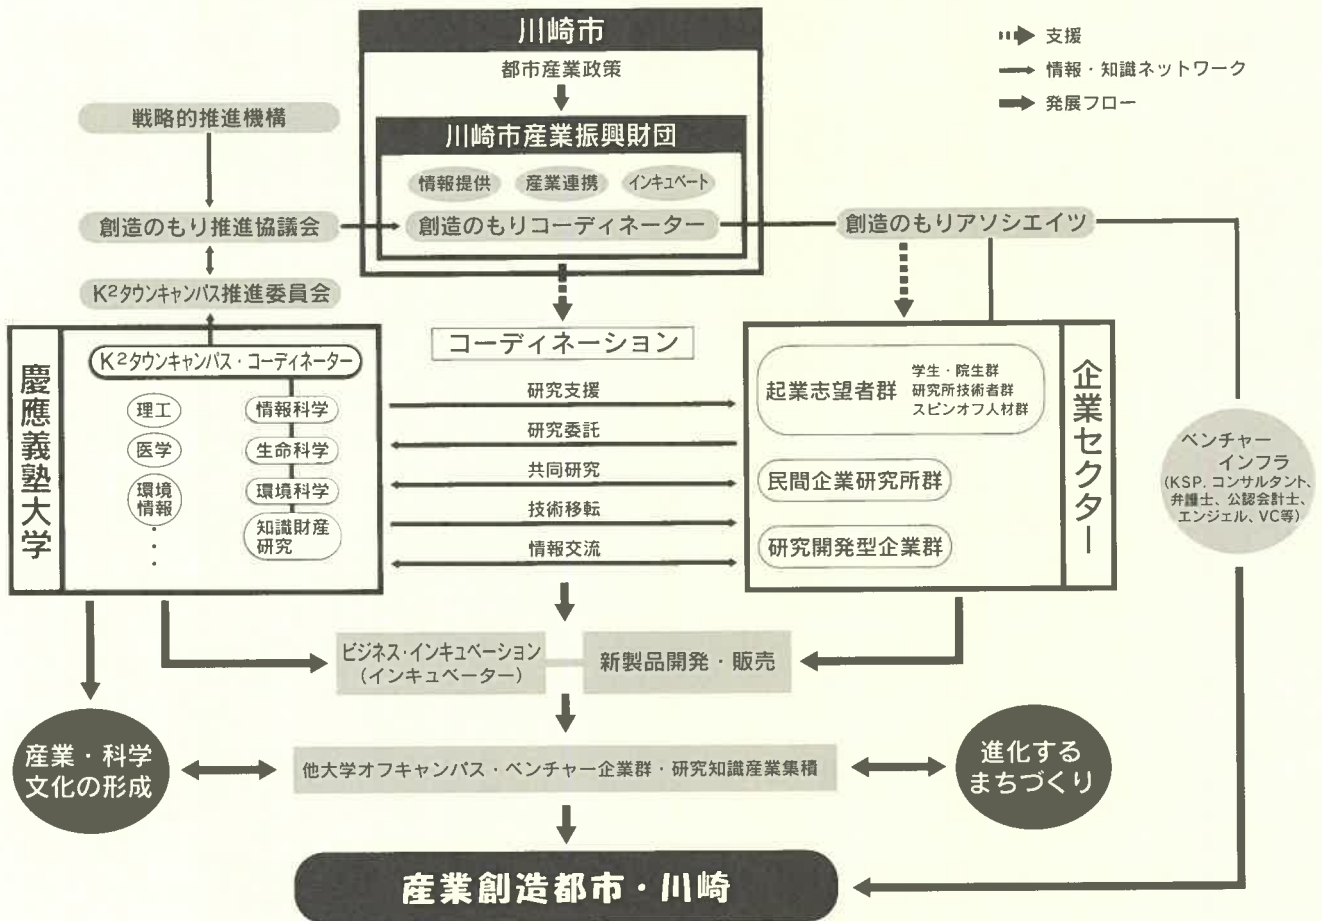 川崎市
都市産業政策
支援
情報・知識ネットワーク
発展フロー
戦略的推進機構
川崎市産業振興財団
情報提供
産業連携
インキュベート
創造のもり推進協議会
創造のもりコーディネーター
創造のもりアソシエイツ
K²タウンキャンパス推進委員会
コーディネーション
慶應義塾大学
K²タウンキャンパス・コーディネーター
理工
医学
環境
情報
・
・
・
情報科学
生命科学
環境科学
知識財産
研究
研究支援
研究委託
共同研究
技術移転
情報交流
起業志望者群
学生・院生群
研究所技術者群
スピンオフ人材群
民間企業研究所群
研究開発型企業群
企業セクター
ベンチャー
インフラ
(KSP, コンサルタント、
弁護士、公認会計士、
エンジェル、VC等)
ビジネス・インキュベーション
(インキュベーター)
新製品開発・販売
産業・科学
文化の形成
他大学オフキャンパス・ベンチャー企業群・研究知識産業集積
進化する
まちづくり
産業創造都市・川崎